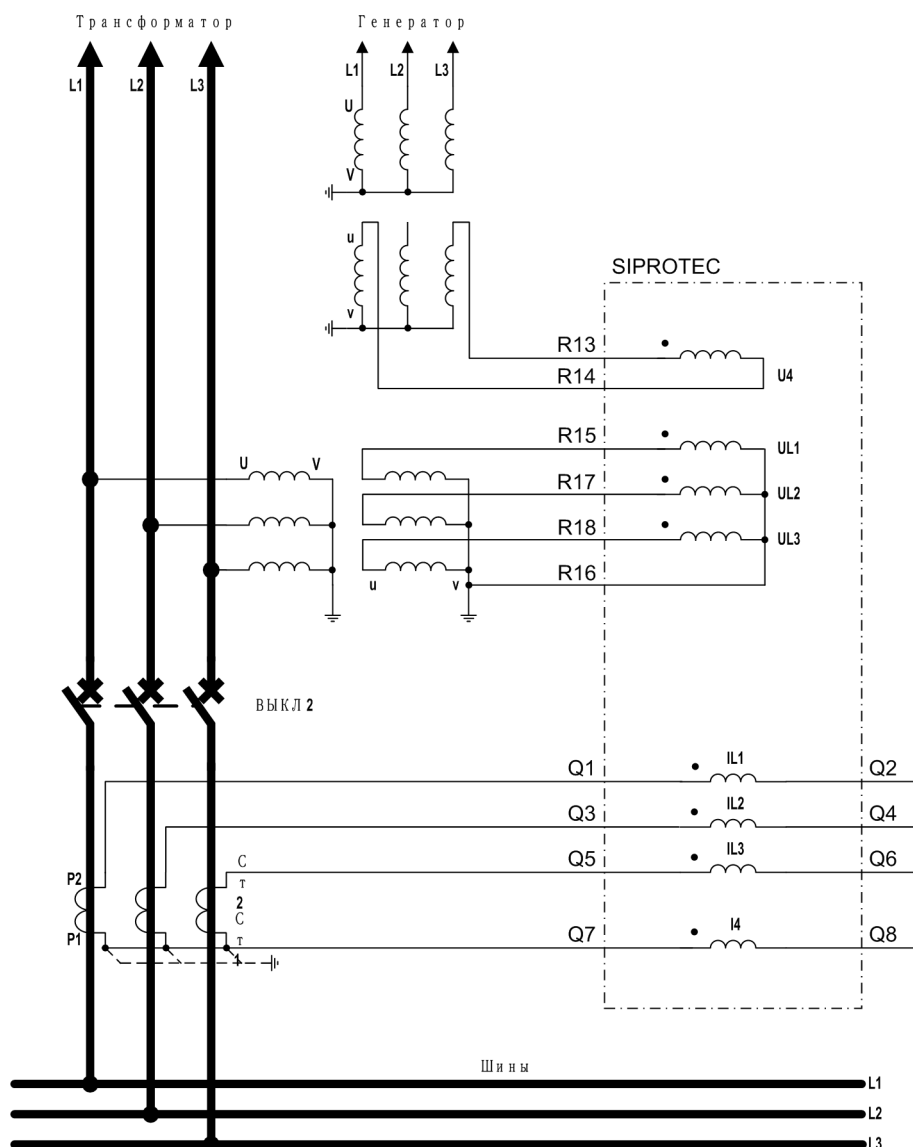 Трансформатор
Генератор
L1 L2 L3
L1 L2 L3
U
V
u
v
SIPROTEC
R13
R14
U4
R15
UL1
U V
R17
UL2
R18
UL3
R16
u v
ВЫКЛ 2
Q1 IL1 Q2
Q3 IL2 Q4
Q5 IL3 Q6
С
т
2
P2
P1
С
т
1
Q7 I4 Q8
Шины
L1
L2
L3